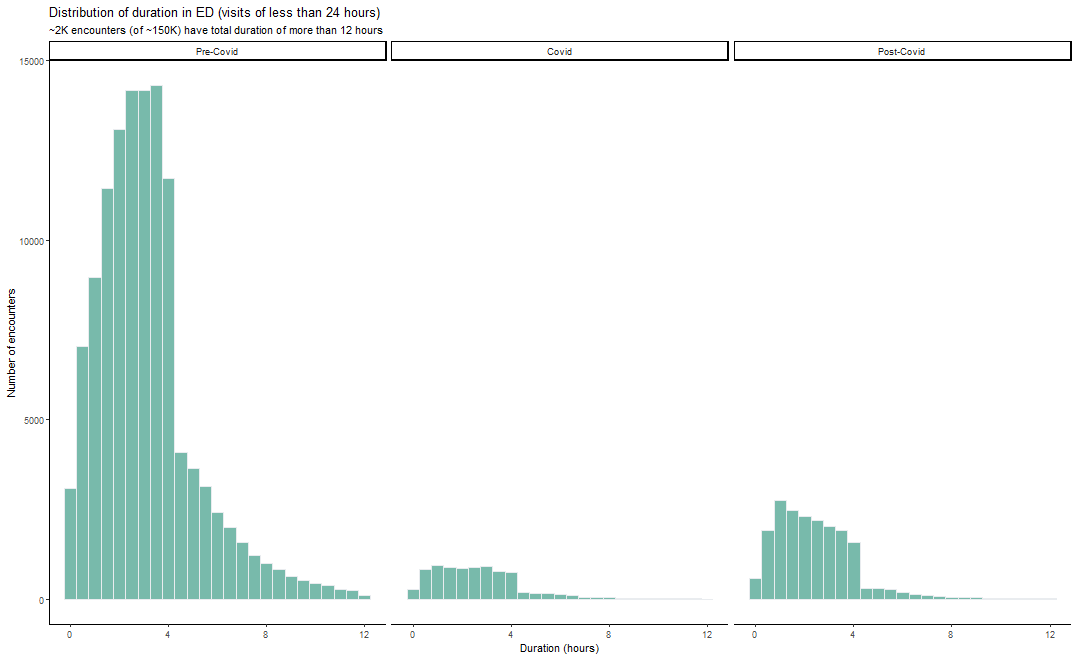 Distribution of duration in ED (visits of less than 24 hours)
~2K encounters (of ~150K) have total duration of more than 12 hours
Pre-Covid
Covid
Post-Covid
15000
10000
5000
0
Number of encounters
0 4 8 12
0 4 8 12
0 4 8 12
Duration (hours)